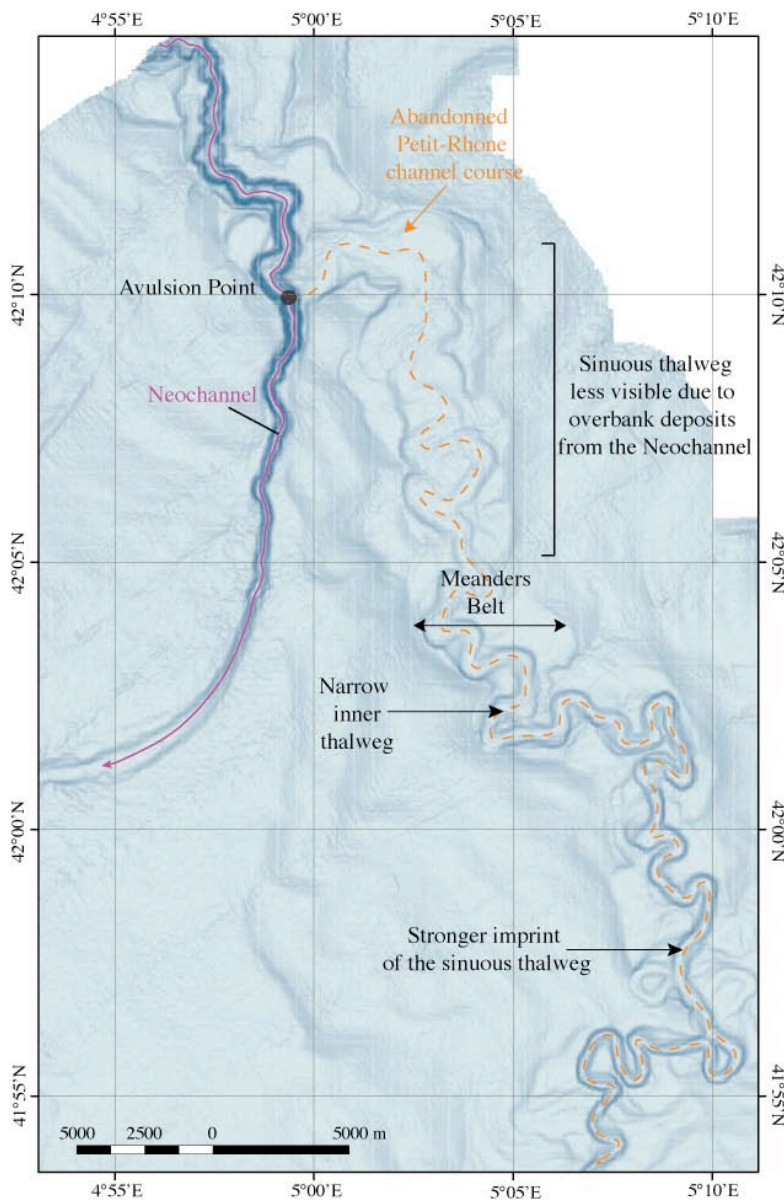 4°55'E 5°00'E 5°05'E 5°10'E
Abandonned
Petit-Rhone
channel course
42°10'N
Avulsion Point
42°10'N
Neochannel
Sinuous thalweg
less visible due to
overbank deposits
from the Neochannel
42°05'N
42°05'N
Meanders
Belt
Narrow
inner
thalweg
42°00'N
42°00'N
Stronger imprint
of the sinuous thalweg
41°55'N
41°55'N
5000 2500 0 5000 m
4°55'E 5°00'E 5°05'E 5°10'E